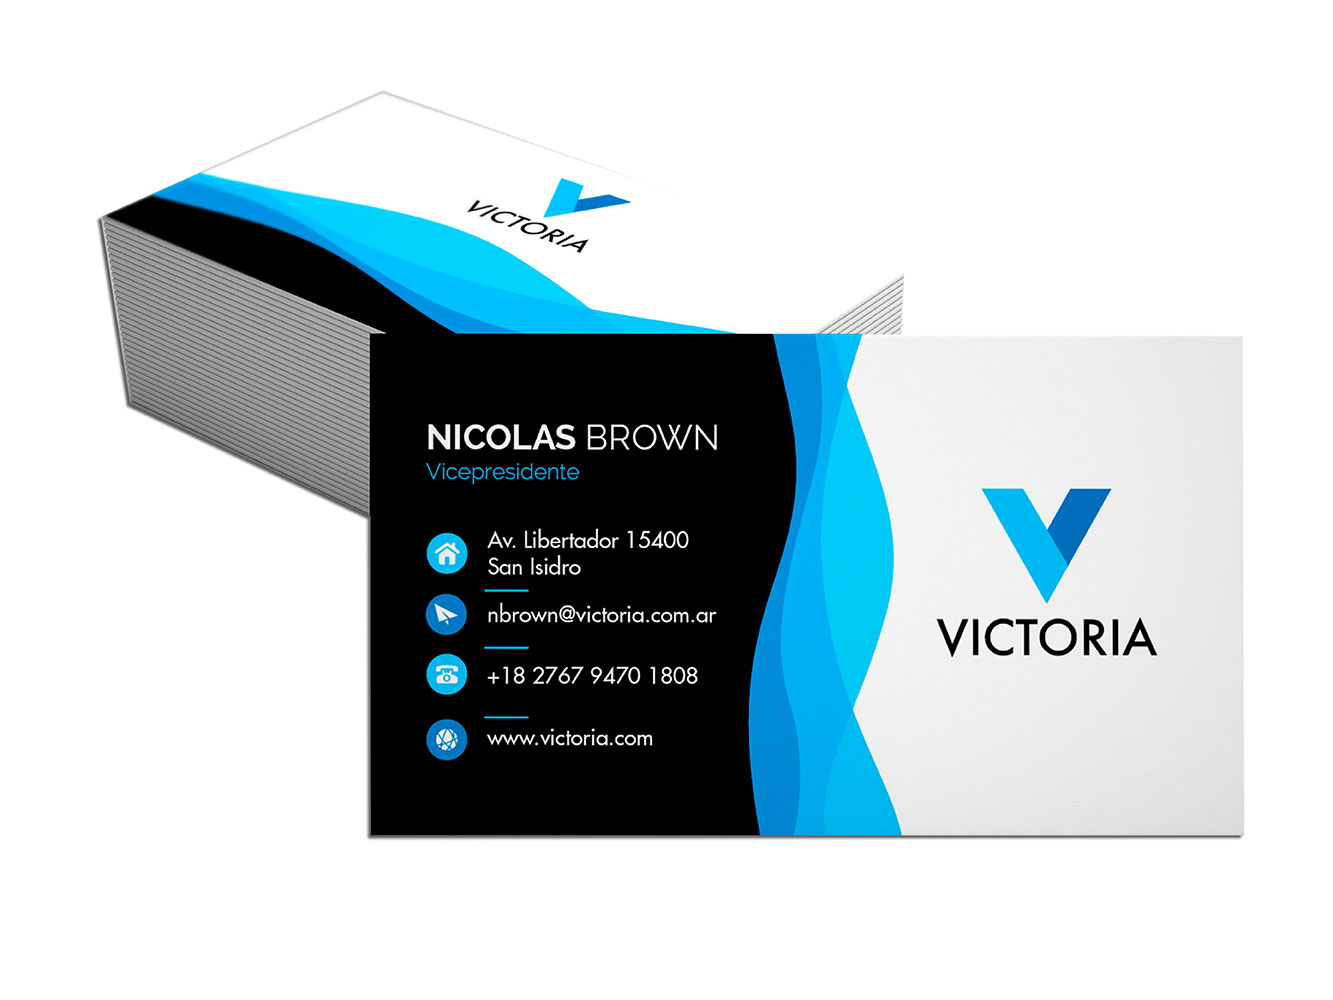 VICTORIA
NICOLAS BROWN
Vicepresidente
Av. Libertador 15400
San Isidro
nbrown@victoria.com.ar
+18 2767 9470 1808
www.victoria.com
VICTORIA